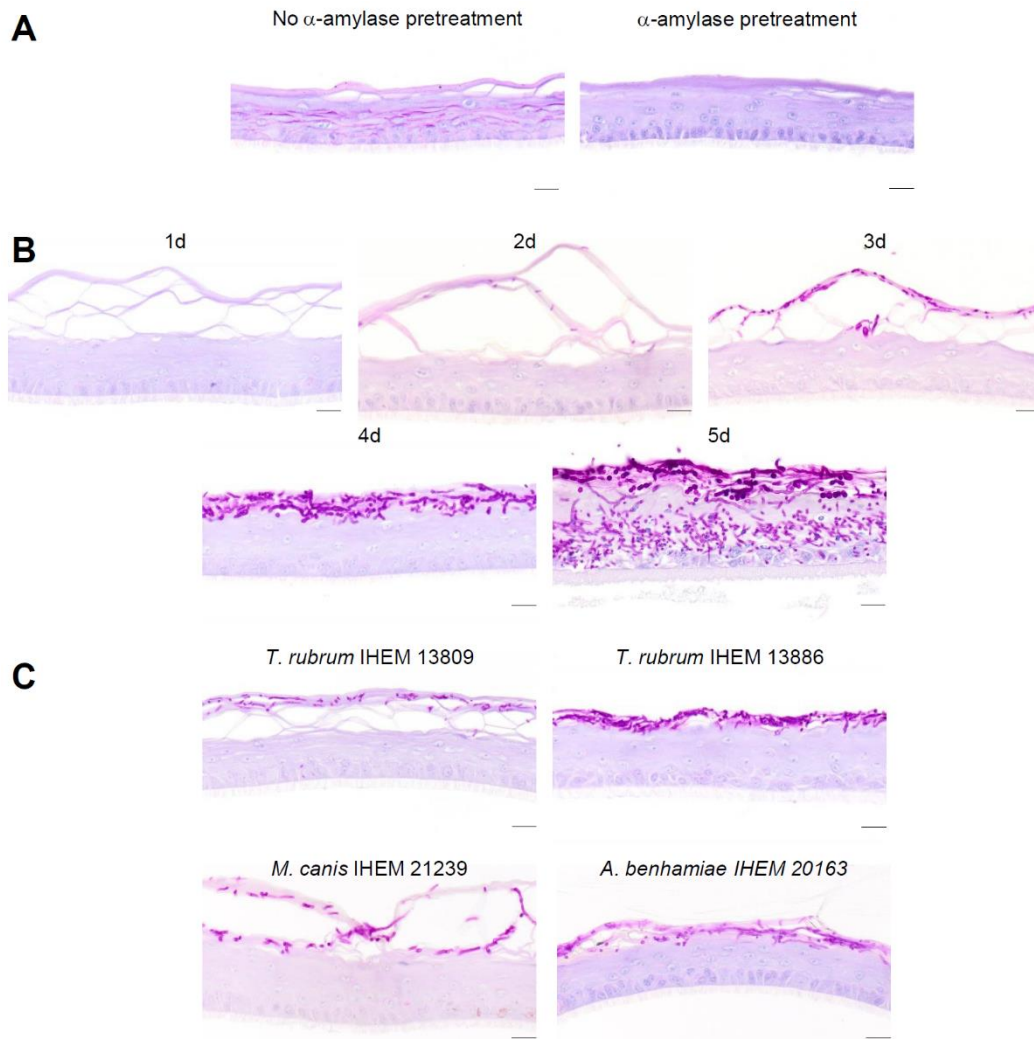 A
No α-amylase pretreatment
α-amylase pretreatment
B
1d
2d
3d
4d
5d
C
T. rubrum IHEM 13809
T. rubrum IHEM 13886
M. canis IHEM 21239
A. benhamiae IHEM 20163